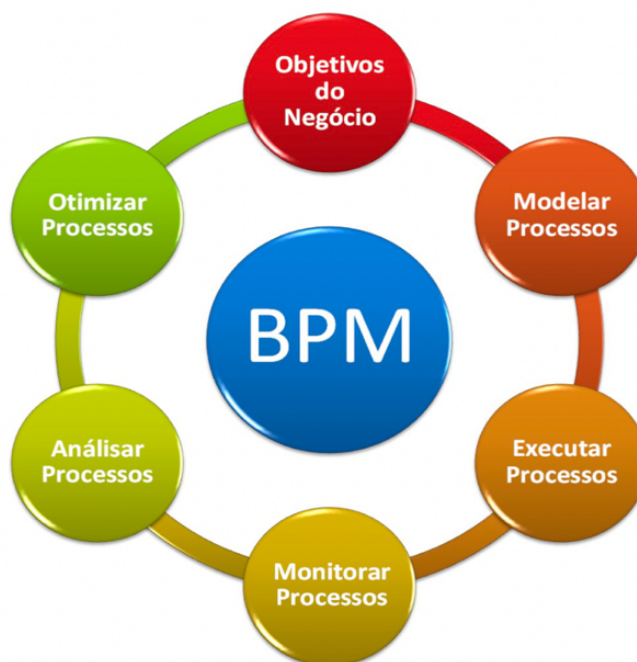 Objetivos
do
Negócio
Modelar
Processos
Executar
Processos
Monitorar
Processos
Análisar
Processos
Otimizar
Processos
BPM